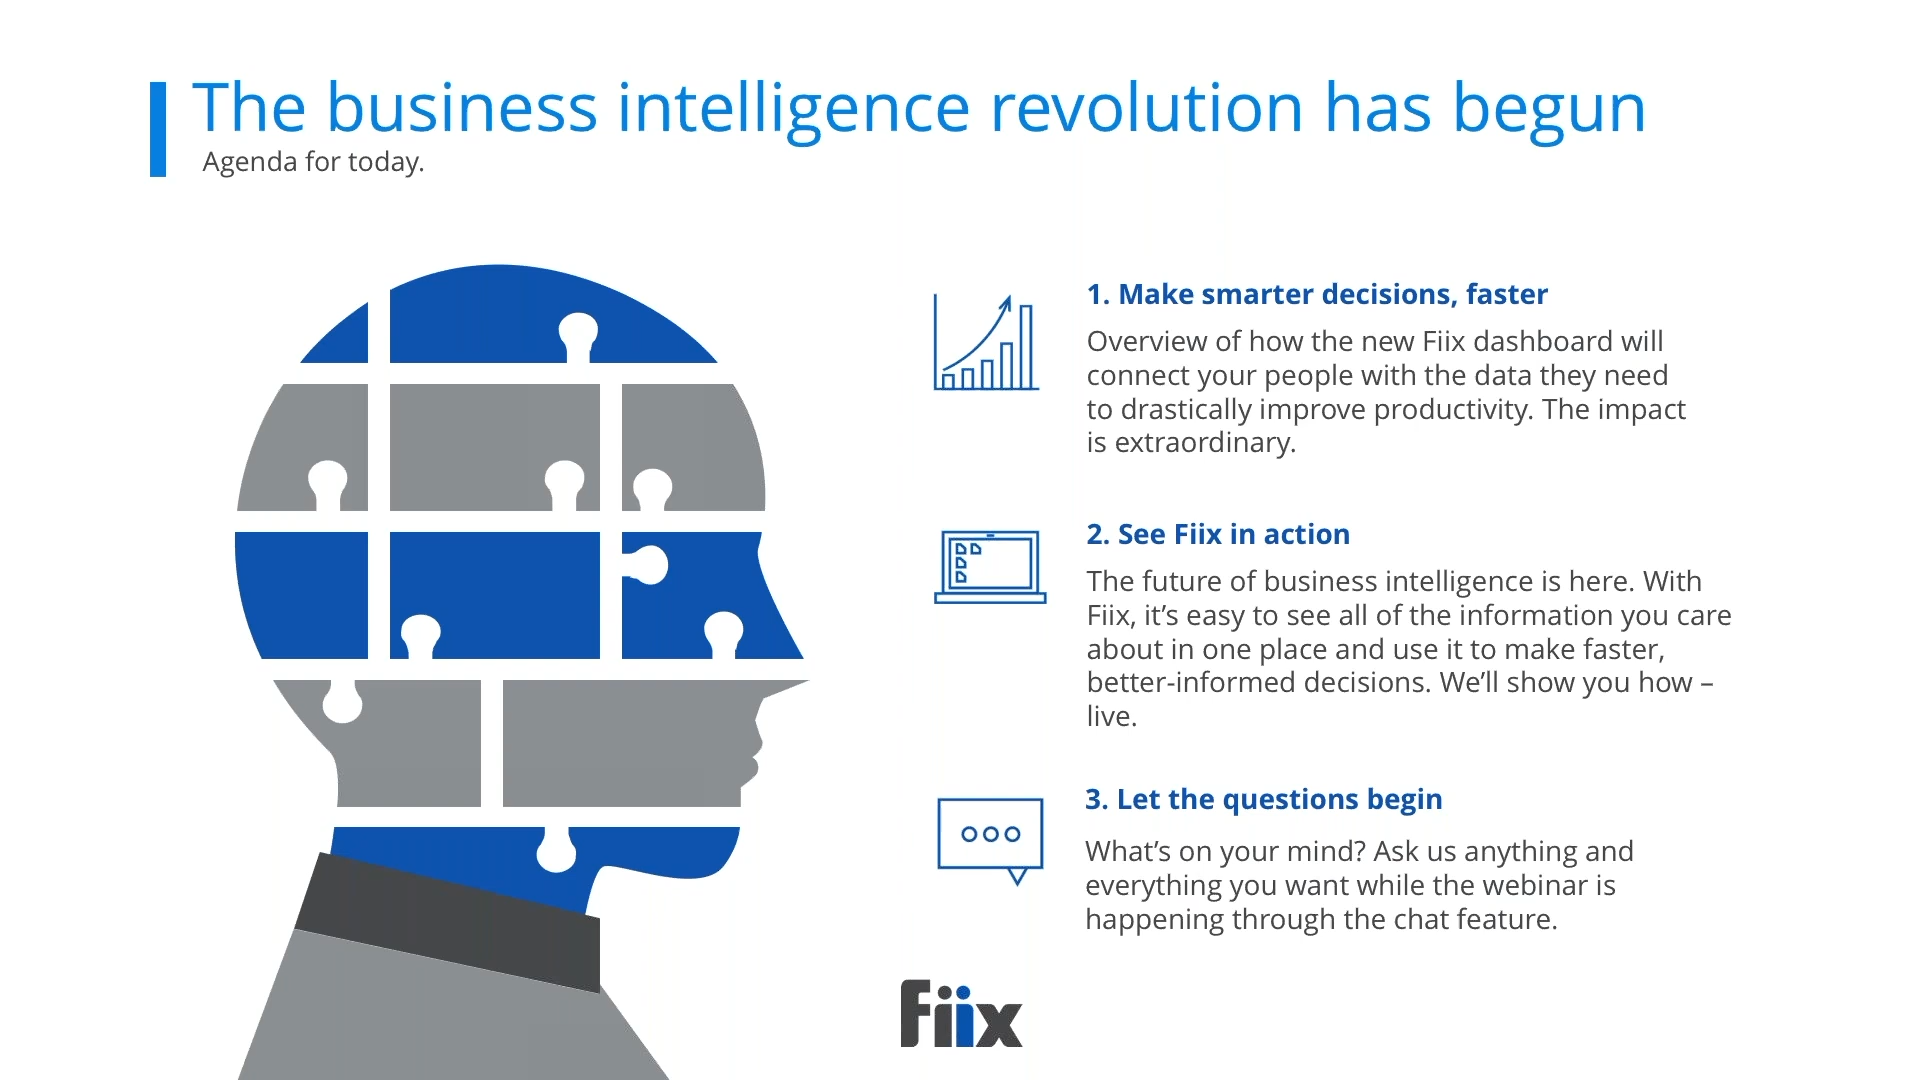 The business intelligence revolution has begun
Agenda for today.
1. Make smarter decisions, faster
Overview of how the new Fiix dashboard will
connect your people with the data they need
to drastically improve productivity. The impact
is extraordinary.
2. See Fiix in action
The future of business intelligence is here. With
Fiix, it’s easy to see all of the information you care
about in one place and use it to make faster,
better-informed decisions. We’ll show you how –
live.
3. Let the questions begin
What’s on your mind? Ask us anything and
everything you want while the webinar is
happening through the chat feature.
Fiix